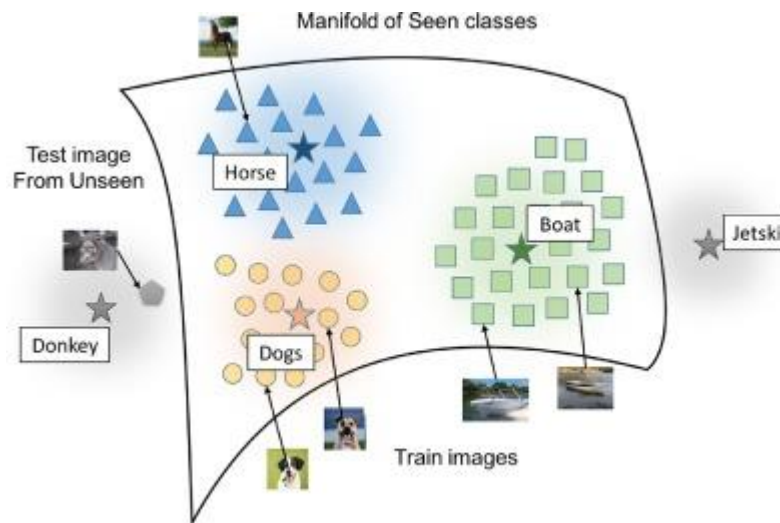 Manifold of Seen classes
Test image
From Unseen
Horse
Boat
Jetski
Donkey
Dogs
Train images